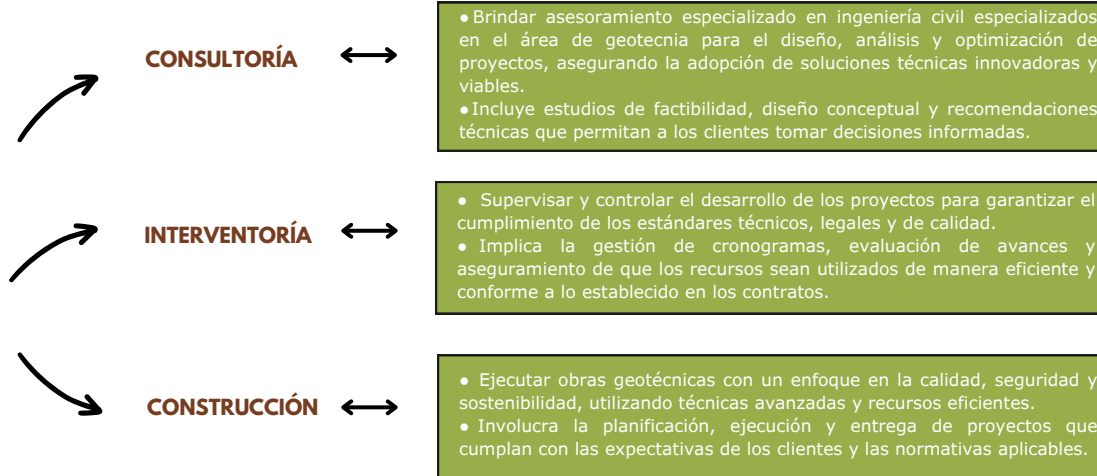 CONSULTORÍA
● Brindar asesoramiento especializado en ingeniería civil especializados
en el área de geotecnia para el diseño, análisis y optimización de
proyectos, asegurando la adopción de soluciones técnicas innovadoras y
viables.
● Incluye estudios de factibilidad, diseño conceptual y recomendaciones
técnicas que permitan a los clientes tomar decisiones informadas.
INTERVENTORÍA
● Supervisar y controlar el desarrollo de los proyectos para garantizar el
cumplimiento de los estándares técnicos, legales y de calidad.
● Implica la gestión de cronogramas, evaluación de avances y
aseguramiento de que los recursos sean utilizados de manera eficiente y
conforme a lo establecido en los contratos.
CONSTRUCCIÓN
● Ejecutar obras geotécnicas con un enfoque en la calidad, seguridad y
sostenibilidad, utilizando técnicas avanzadas y recursos eficientes.
● Involucra la planificación, ejecución y entrega de proyectos que
cumplan con las expectativas de los clientes y las normativas aplicables.